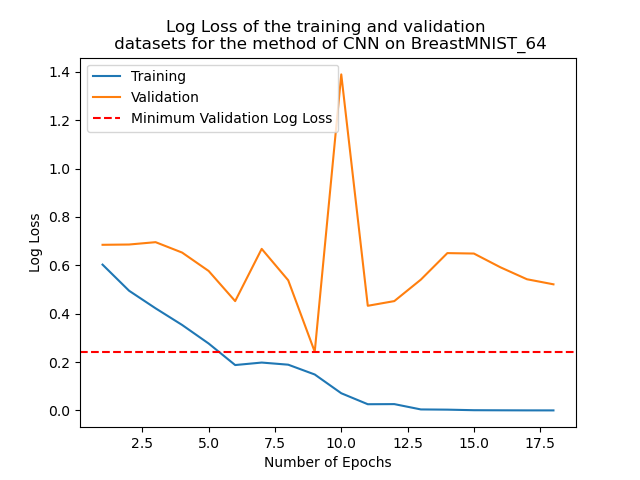 Log Loss of the training and validation
datasets for the method of CNN on BreastMNIST_64
Training
Validation
Minimum Validation Log Loss
Log Loss
1.4
1.2
1.0
0.8
0.6
0.4
0.2
0.0
2.5 5.0 7.5 10.0 12.5 15.0 17.5
Number of Epochs